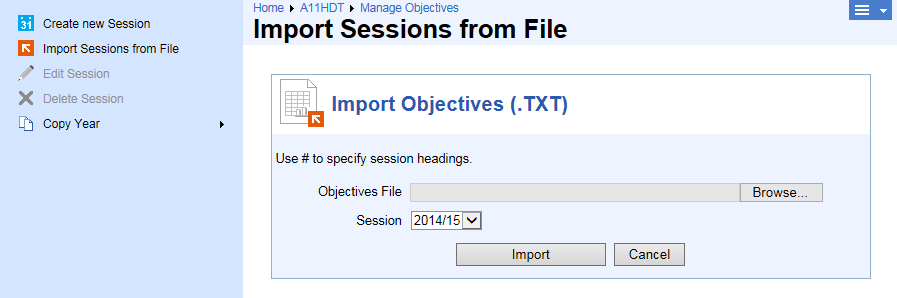 31 Create new Session
Import Sessions from File
Edit Session
Delete Session
Copy Year
Home A11HDT Manage Objectives
Import Sessions from File
Import Objectives (.TXT)
Use # to specify session headings.
Objectives File Browse...
Session 2014/15
Import Cancel